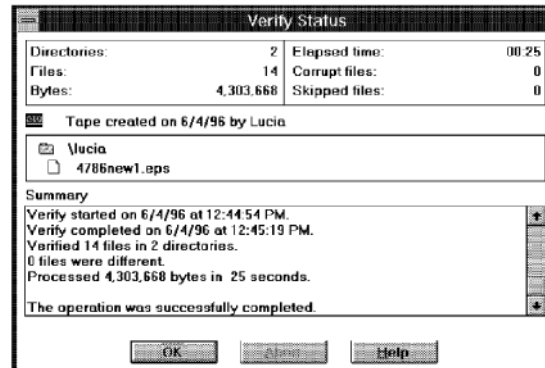 Verify Status
Directories: 2 Elapsed time: 00:25
Files: 14 Corrupt files: 0
Bytes: 4,303,668 Skipped files: 0
Tape created on 6/4/96 by Lucia
\lucia
4786new1.eps
Summary
Verify started on 6/4/96 at 12:44:54 PM.
Verify completed on 6/4/96 at 12:45:19 PM.
Verified 14 files in 2 directories.
0 files were different.
Processed 4,303,668 bytes in 25 seconds.
The operation was successfully completed.
OK Abort Help